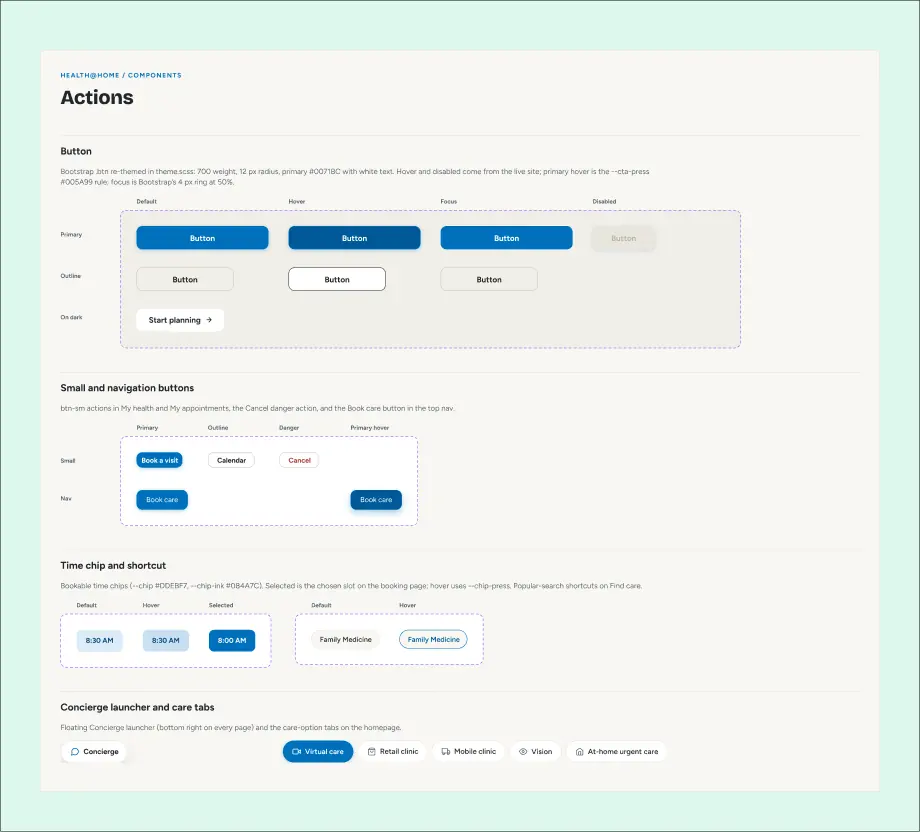 HEALTH@HOME / COMPONENTS
Actions
Button
Bootstrap .btn re-themed in theme.scss: 700 weight, 12 px radius, primary #0071BC with white text. Hover and disabled come from the live site; primary hover is the --cta-press
#005A99 rule; focus is Bootstrap's 4 px ring at 50%.
Default Hover Focus Disabled
Primary Button Button Button Button
Outline Button Button Button
On dark Start planning →
Small and navigation buttons
btn-sm actions in My health and My appointments, the Cancel danger action, and the Book care button in the top nav.
Primary Outline Danger Primary hover
Small Book a visit Calendar Cancel
Nav Book care Book care
Time chip and shortcut
Bookable time chips (--chip #DDEBF7, --chip-ink #084A7C). Selected is the chosen slot on the booking page; hover uses --chip-press. Popular-search shortcuts on Find care.
Default Hover Selected Default Hover
8:30 AM 8:30 AM 8:00 AM Family Medicine Family Medicine
Concierge launcher and care tabs
Floating Concierge launcher (bottom right on every page) and the care-option tabs on the homepage.
Concierge Virtual care Retail clinic Mobile clinic Vision At-home urgent care